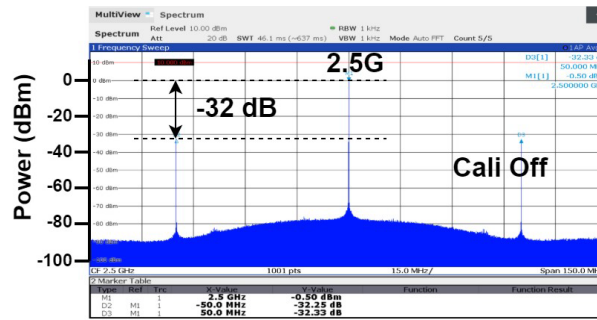 MultiView Spectrum
Spectrum
Ref Level 10.00 dBm RBW 1 kHz
Att 20 dB SWT 46.1 ms (~637 ms) VBW 1 kHz Mode Auto FFT Count 5/5
1 Frequency Sweep
D3[1] -32.33
50.000 M
M1[1] -0.50 dB
2.500000 G
10 dBm
2.5G
0 dBm
-32 dB
-10 dBm
-20 dBm
-30 dBm
D3
Cali Off
-40 dBm
-50 dBm
-60 dBm
-70 dBm
-80 dBm
Power (dBm)
0
-20
-40
-60
-80
-100
CF 2.5 GHz 1001 pts 15.0 MHz/ Span 150.0 M
2 Marker Table
Type Ref Trc X-Value Y-Value Function Function Result
M1 1 2.5 GHz -0.50 dBm
D2 M1 1 -50.0 MHz -32.25 dB
D3 M1 1 50.0 MHz -32.33 dB